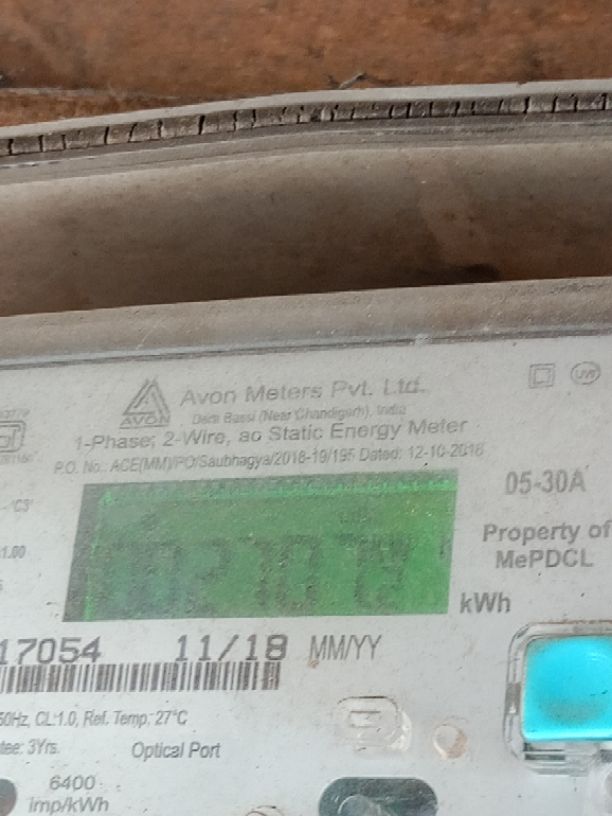 Avon Meters Pvt. Ltd.
AVON
Dera Bassi (Near Chandigarh), India
1-Phase, 2-Wire, ac Static Energy Meter
P.O. No.: ACE(MM)/PO/Saubhagya/2018-19/195 Dated: 12-10-2018
05-30A
Property of
MePDCL
kWh
17054 11/18 MM/YY
50Hz, CL:1.0, Ref. Temp; 27°C
3Yrs. Optical Port
6400
imp/kWh